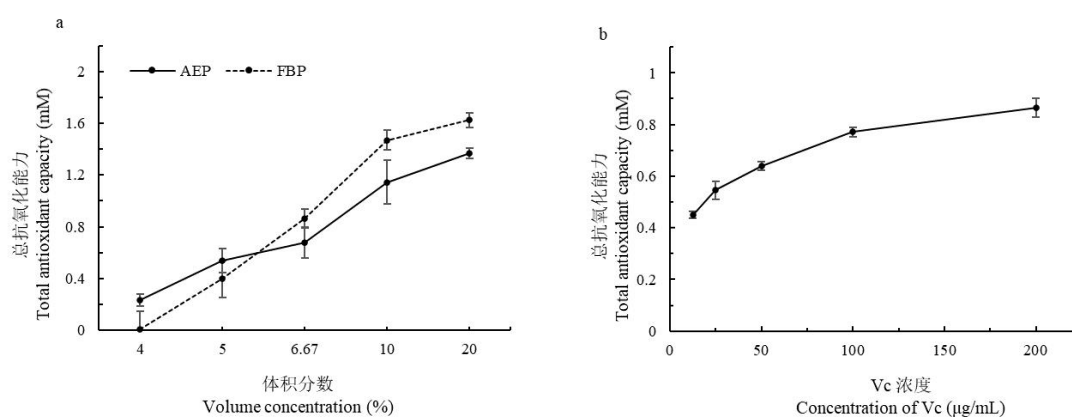 a
总抗氧化能力
Total antioxidant capacity (mM)
2
1.6
1.2
0.8
0.4
0
AEP
FBP
4 5 6.67 10 20
体积分数
Volume concentration (%)
b
总抗氧化能力
Total antioxidant capacity (mM)
1
0.8
0.6
0.4
0.2
0
0 50 100 150 200
Vc 浓度
Concentration of Vc (μg/mL)